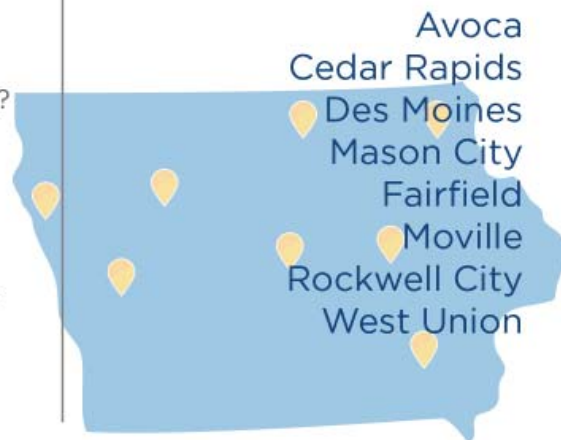 Avoca
Cedar Rapids
?
Des Moines
Mason City
Fairfield
Moville
Rockwell City
West Union